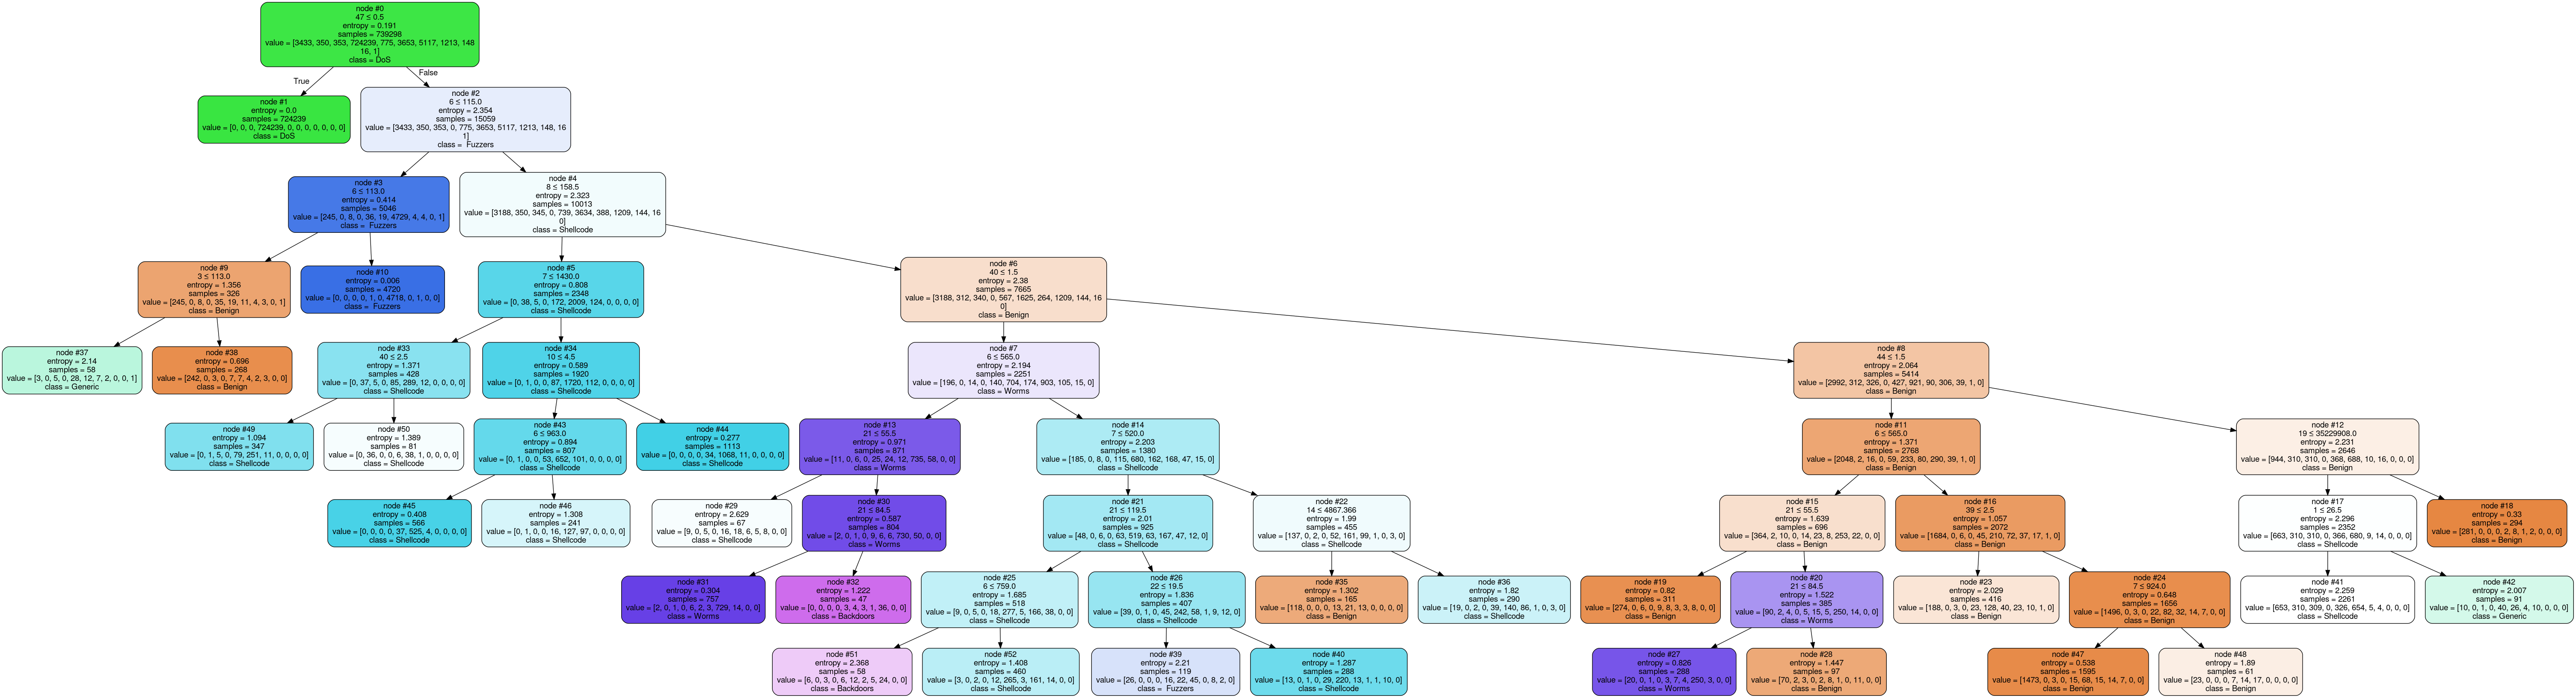 node #0
47 ≤ 0.5
entropy = 0.191
samples = 739298
value = [3433, 350, 353, 724239, 775, 3653, 5117, 1213, 148
16, 1]
class = DoS
True
False
node #1
entropy = 0.0
samples = 724239
value = [0, 0, 0, 724239, 0, 0, 0, 0, 0, 0, 0]
class = DoS
node #2
6 ≤ 115.0
entropy = 2.354
samples = 15059
value = [3433, 350, 353, 0, 775, 3653, 5117, 1213, 148, 16
1]
class = Fuzzers
node #3
6 ≤ 113.0
entropy = 0.414
samples = 5046
value = [245, 0, 8, 0, 36, 19, 4729, 4, 4, 0, 1]
class = Fuzzers
node #4
8 ≤ 158.5
entropy = 2.323
samples = 10013
value = [3188, 350, 345, 0, 739, 3634, 388, 1209, 144, 16
0]
class = Shellcode
node #9
3 ≤ 113.0
entropy = 1.356
samples = 326
value = [245, 0, 8, 0, 35, 19, 11, 4, 3, 0, 1]
class = Benign
node #10
entropy = 0.006
samples = 4720
value = [0, 0, 0, 0, 1, 0, 4718, 0, 1, 0, 0]
class = Fuzzers
node #5
7 ≤ 1430.0
entropy = 0.808
samples = 2348
value = [0, 38, 5, 0, 172, 2009, 124, 0, 0, 0, 0]
class = Shellcode
node #6
40 ≤ 1.5
entropy = 2.38
samples = 7665
value = [3188, 312, 340, 0, 567, 1625, 264, 1209, 144, 16
0]
class = Benign
node #37
entropy = 2.14
samples = 58
value = [3, 0, 5, 0, 28, 12, 7, 2, 0, 0, 1]
class = Generic
node #38
entropy = 0.696
samples = 268
value = [242, 0, 3, 0, 7, 7, 4, 2, 3, 0, 0]
class = Benign
node #33
40 ≤ 2.5
entropy = 1.371
samples = 428
value = [0, 37, 5, 0, 85, 289, 12, 0, 0, 0, 0]
class = Shellcode
node #34
10 ≤ 4.5
entropy = 0.589
samples = 1920
value = [0, 1, 0, 0, 87, 1720, 112, 0, 0, 0, 0]
class = Shellcode
node #7
6 ≤ 565.0
entropy = 2.194
samples = 2251
value = [196, 0, 14, 0, 140, 704, 174, 903, 105, 15, 0]
class = Worms
node #8
44 ≤ 1.5
entropy = 2.064
samples = 5414
value = [2992, 312, 326, 0, 427, 921, 90, 306, 39, 1, 0]
class = Benign
node #49
entropy = 1.094
samples = 347
value = [0, 1, 5, 0, 79, 251, 11, 0, 0, 0, 0]
class = Shellcode
node #50
entropy = 1.389
samples = 81
value = [0, 36, 0, 0, 6, 38, 1, 0, 0, 0, 0]
class = Shellcode
node #43
6 ≤ 963.0
entropy = 0.894
samples = 807
value = [0, 1, 0, 0, 53, 652, 101, 0, 0, 0, 0]
class = Shellcode
node #44
entropy = 0.277
samples = 1113
value = [0, 0, 0, 0, 34, 1068, 11, 0, 0, 0, 0]
class = Shellcode
node #13
21 ≤ 55.5
entropy = 0.971
samples = 871
value = [11, 0, 6, 0, 25, 24, 12, 735, 58, 0, 0]
class = Worms
node #14
7 ≤ 520.0
entropy = 2.203
samples = 1380
value = [185, 0, 8, 0, 115, 680, 162, 168, 47, 15, 0]
class = Shellcode
node #11
6 ≤ 565.0
entropy = 1.371
samples = 2768
value = [2048, 2, 16, 0, 59, 233, 80, 290, 39, 1, 0]
class = Benign
node #12
19 ≤ 35229908.0
entropy = 2.231
samples = 2646
value = [944, 310, 310, 0, 368, 688, 10, 16, 0, 0, 0]
class = Benign
node #45
entropy = 0.408
samples = 566
value = [0, 0, 0, 0, 37, 525, 4, 0, 0, 0, 0]
class = Shellcode
node #46
entropy = 1.308
samples = 241
value = [0, 1, 0, 0, 16, 127, 97, 0, 0, 0, 0]
class = Shellcode
node #29
entropy = 2.629
samples = 67
value = [9, 0, 5, 0, 16, 18, 6, 5, 8, 0, 0]
class = Shellcode
node #30
21 ≤ 84.5
entropy = 0.587
samples = 804
value = [2, 0, 1, 0, 9, 6, 6, 730, 50, 0, 0]
class = Worms
node #21
21 ≤ 119.5
entropy = 2.01
samples = 925
value = [48, 0, 6, 0, 63, 519, 63, 167, 47, 12, 0]
class = Shellcode
node #22
14 ≤ 4867.366
entropy = 1.99
samples = 455
value = [137, 0, 2, 0, 52, 161, 99, 1, 0, 3, 0]
class = Shellcode
node #15
21 ≤ 55.5
entropy = 1.639
samples = 696
value = [364, 2, 10, 0, 14, 23, 8, 253, 22, 0, 0]
class = Benign
node #16
39 ≤ 2.5
entropy = 1.057
samples = 2072
value = [1684, 0, 6, 0, 45, 210, 72, 37, 17, 1, 0]
class = Benign
node #17
1 ≤ 26.5
entropy = 2.296
samples = 2352
value = [663, 310, 310, 0, 366, 680, 9, 14, 0, 0, 0]
class = Shellcode
node #18
entropy = 0.33
samples = 294
value = [281, 0, 0, 0, 2, 8, 1, 2, 0, 0, 0]
class = Benign
node #31
entropy = 0.304
samples = 757
value = [2, 0, 1, 0, 6, 2, 3, 729, 14, 0, 0]
class = Worms
node #32
entropy = 1.222
samples = 47
value = [0, 0, 0, 0, 3, 4, 3, 1, 36, 0, 0]
class = Backdoors
node #25
6 ≤ 759.0
entropy = 1.685
samples = 518
value = [9, 0, 5, 0, 18, 277, 5, 166, 38, 0, 0]
class = Shellcode
node #26
22 ≤ 19.5
entropy = 1.836
samples = 407
value = [39, 0, 1, 0, 45, 242, 58, 1, 9, 12, 0]
class = Shellcode
node #35
entropy = 1.302
samples = 165
value = [118, 0, 0, 0, 13, 21, 13, 0, 0, 0, 0]
class = Benign
node #36
entropy = 1.82
samples = 290
value = [19, 0, 2, 0, 39, 140, 86, 1, 0, 3, 0]
class = Shellcode
node #19
entropy = 0.82
samples = 311
value = [274, 0, 6, 0, 9, 8, 3, 3, 8, 0, 0]
class = Benign
node #20
21 ≤ 84.5
entropy = 1.522
samples = 385
value = [90, 2, 4, 0, 5, 15, 5, 250, 14, 0, 0]
class = Worms
node #23
entropy = 2.029
samples = 416
value = [188, 0, 3, 0, 23, 128, 40, 23, 10, 1, 0]
class = Benign
node #24
7 ≤ 924.0
entropy = 0.648
samples = 1656
value = [1496, 0, 3, 0, 22, 82, 32, 14, 7, 0, 0]
class = Benign
node #41
entropy = 2.259
samples = 2261
value = [653, 310, 309, 0, 326, 654, 5, 4, 0, 0, 0]
class = Shellcode
node #42
entropy = 2.007
samples = 91
value = [10, 0, 1, 0, 40, 26, 4, 10, 0, 0, 0]
class = Generic
node #51
entropy = 2.368
samples = 58
value = [6, 0, 3, 0, 6, 12, 2, 5, 24, 0, 0]
class = Backdoors
node #52
entropy = 1.408
samples = 460
value = [3, 0, 2, 0, 12, 265, 3, 161, 14, 0, 0]
class = Shellcode
node #39
entropy = 2.21
samples = 119
value = [26, 0, 0, 0, 16, 22, 45, 0, 8, 2, 0]
class = Fuzzers
node #40
entropy = 1.287
samples = 288
value = [13, 0, 1, 0, 29, 220, 13, 1, 1, 10, 0]
class = Shellcode
node #27
entropy = 0.826
samples = 288
value = [20, 0, 1, 0, 3, 7, 4, 250, 3, 0, 0]
class = Worms
node #28
entropy = 1.447
samples = 97
value = [70, 2, 3, 0, 2, 8, 1, 0, 11, 0, 0]
class = Benign
node #47
entropy = 0.538
samples = 1595
value = [1473, 0, 3, 0, 15, 68, 15, 14, 7, 0, 0]
class = Benign
node #48
entropy = 1.89
samples = 61
value = [23, 0, 0, 0, 7, 14, 17, 0, 0, 0, 0]
class = Benign